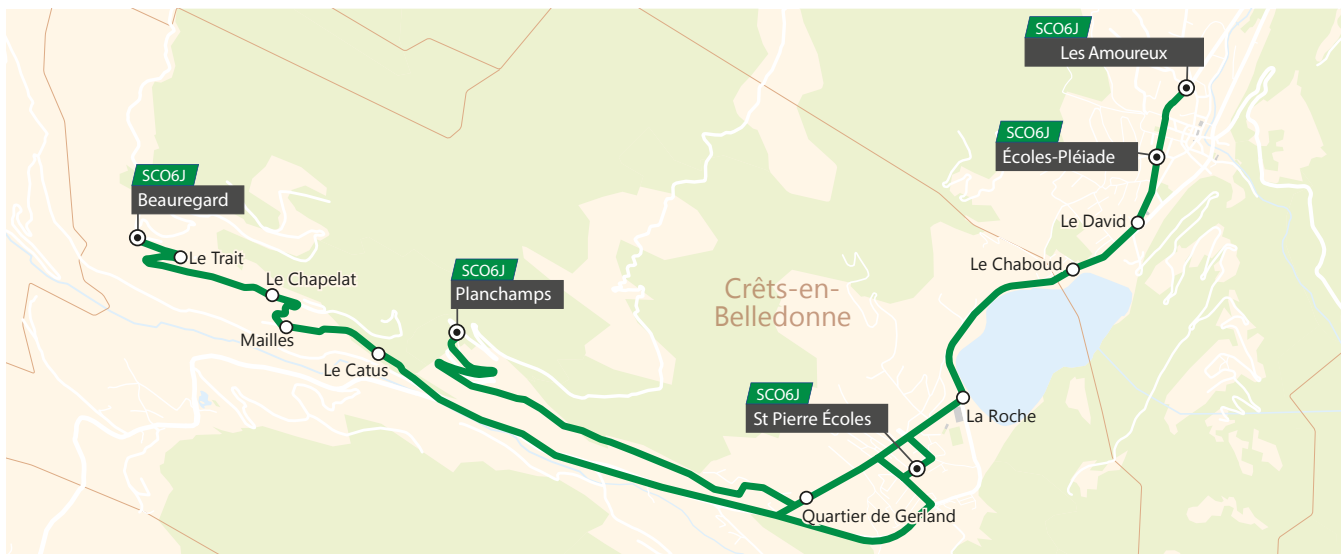 SCO6J
Les Amoureux
SCO6J
Écoles-Pléiade
SCO6J
Beauregard
Le David
Le Trait
SCO6J
Planchamps
Le Chaboud
Le Chapelat
Crêts-en-
Belledonne
Mailles
Le Catus
SCO6J
St Pierre Écoles
La Roche
Quartier de Gerland